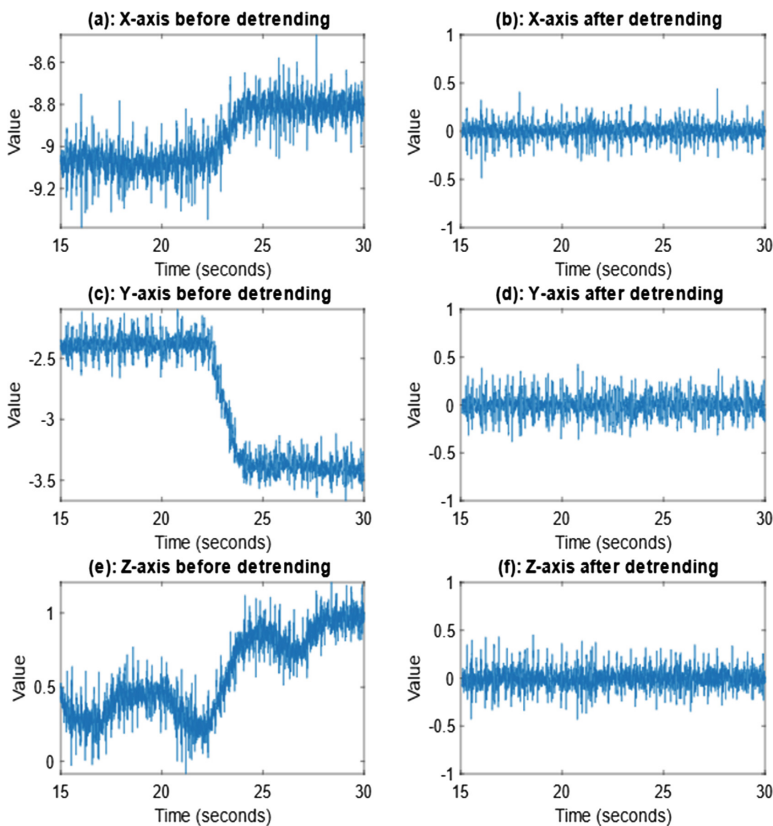 (a): X-axis before detrending
-8.6
-8.8
-9
-9.2
Value
15 20 25 30
Time (seconds)
(b): X-axis after detrending
1
0.5
0
-0.5
-1
Value
15 20 25 30
Time (seconds)
(c): Y-axis before detrending
-2.5
-3
-3.5
Value
15 20 25 30
Time (seconds)
(d): Y-axis after detrending
1
0.5
0
-0.5
-1
Value
15 20 25 30
Time (seconds)
(e): Z-axis before detrending
1
0.5
0
Value
15 20 25 30
Time (seconds)
(f): Z-axis after detrending
1
0.5
0
-0.5
-1
Value
15 20 25 30
Time (seconds)